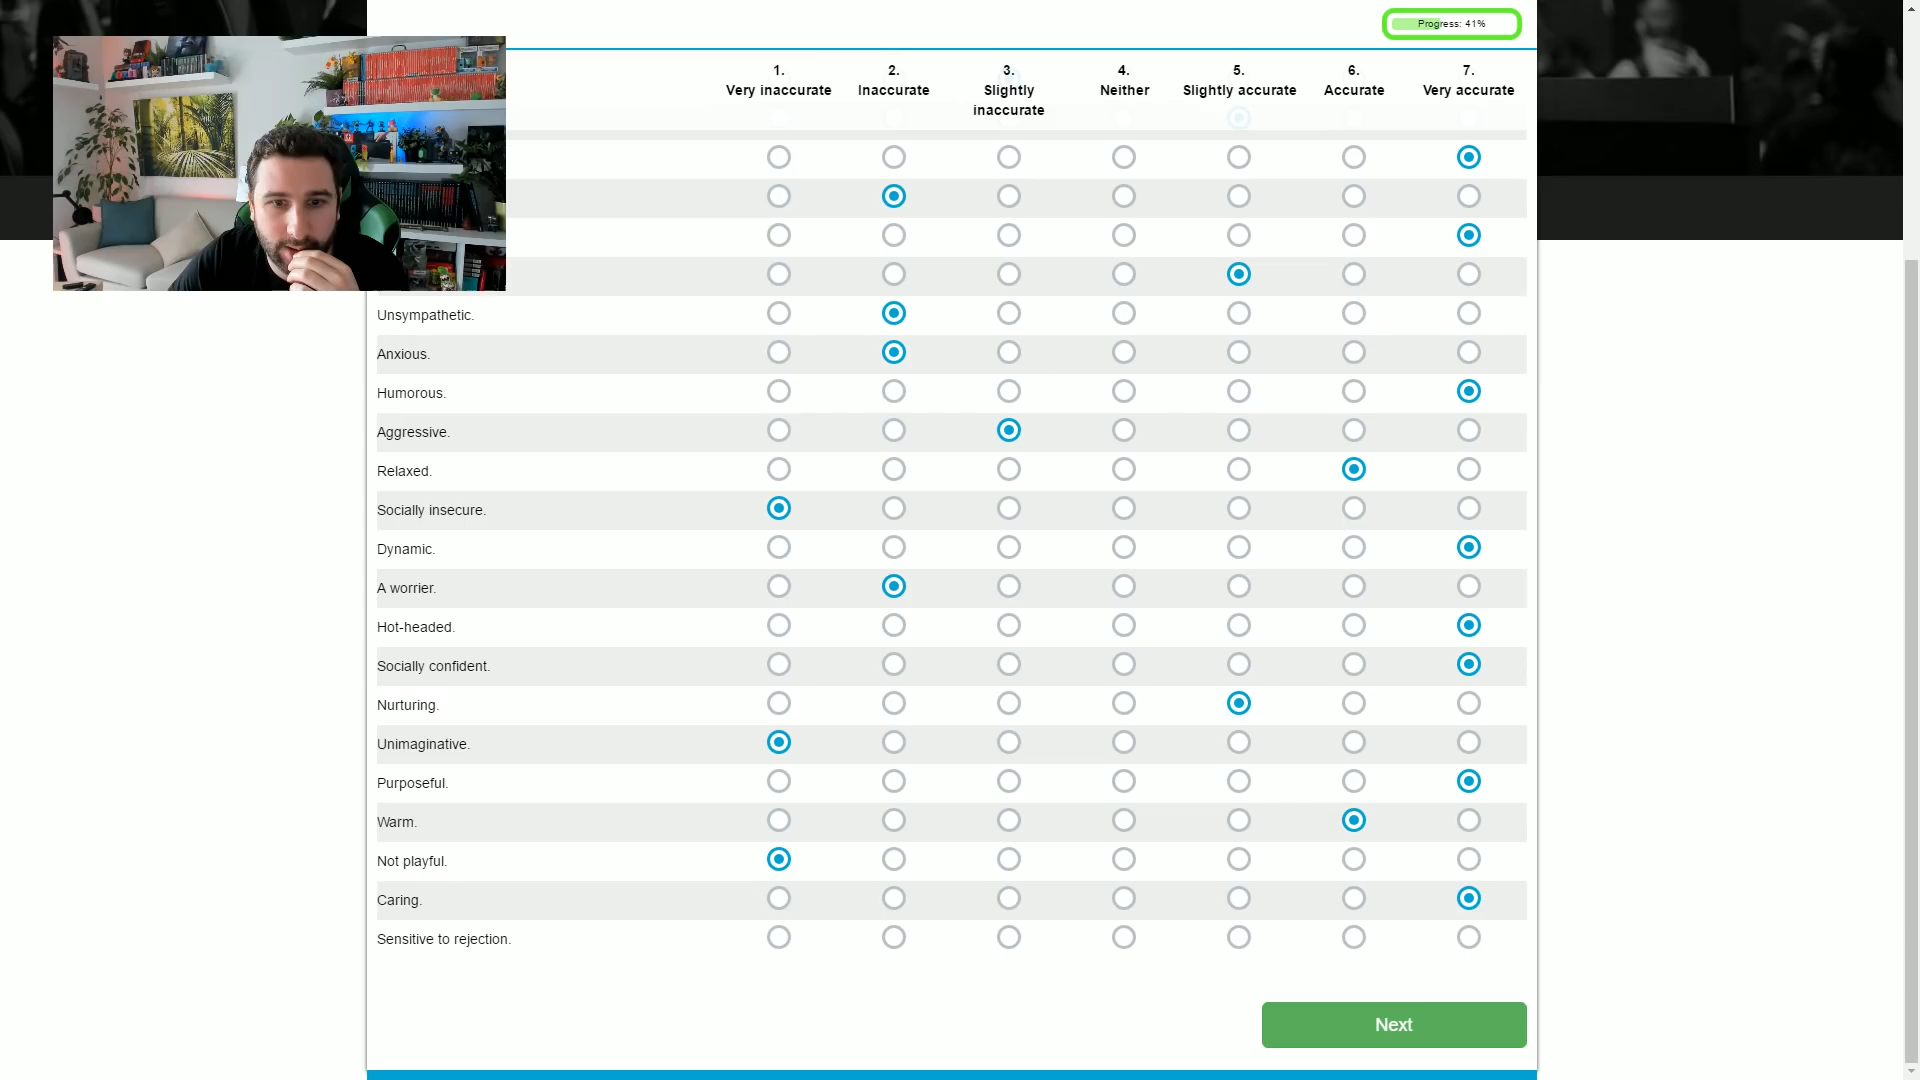 Progress: 41%
1. 2. 3. 4. 5. 6. 7.
Very inaccurate Inaccurate Slightly Neither Slightly accurate Accurate Very accurate
inaccurate
Unsympathetic.
Anxious.
Humorous.
Aggressive.
Relaxed.
Socially insecure.
Dynamic.
A worrier.
Hot-headed.
Socially confident.
Nurturing.
Unimaginative.
Purposeful.
Warm.
Not playful.
Caring.
Sensitive to rejection.
Next